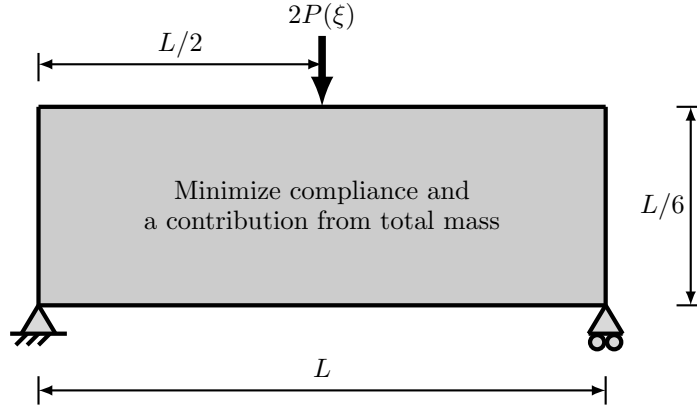 2P(ξ)
L/2
Minimize compliance and
a contribution from total mass
L/6
L